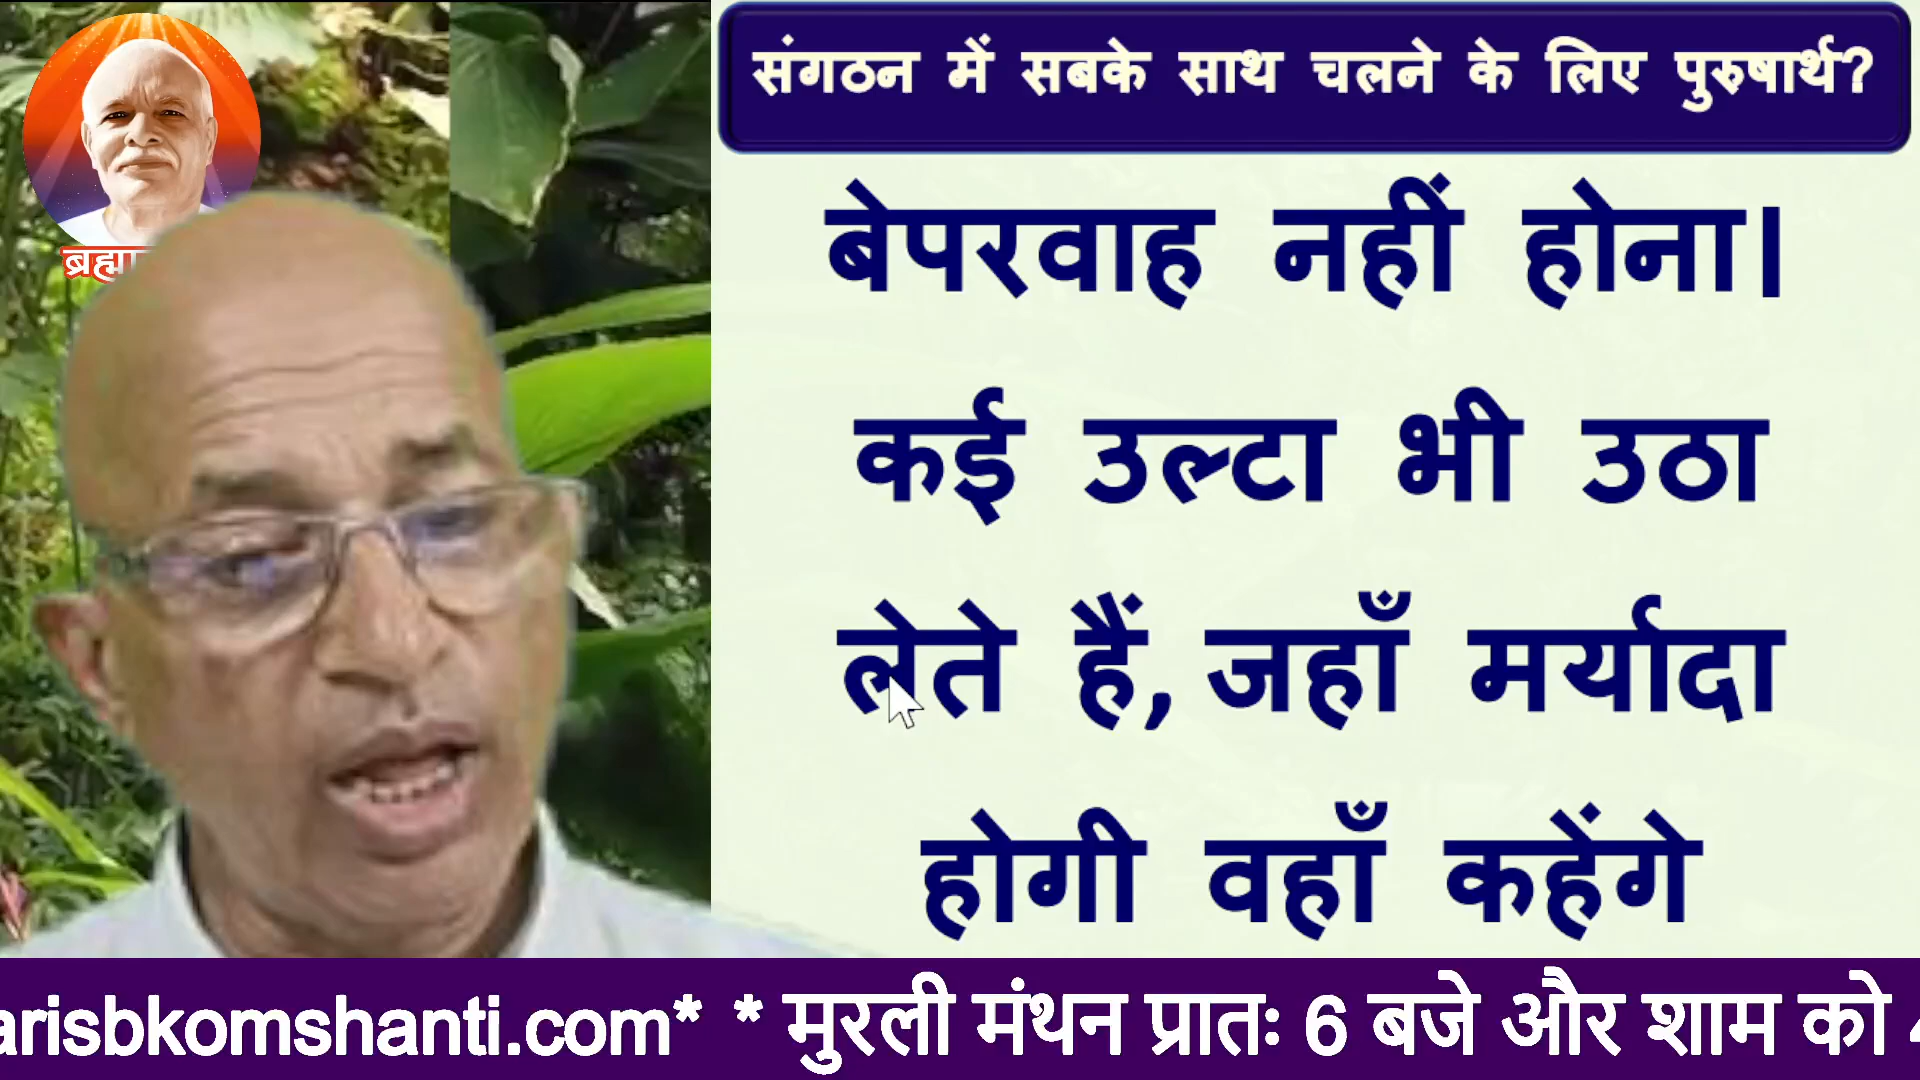 संगठन में सबके साथ चलने के लिए पुरुषार्थ?
बेपरवाह नहीं होना।
कई उल्टा भी उठा
लेते हैं, जहाँ मर्यादा
होगी वहाँ कहेंगे
ब्रह्मा
arisbkomshanti.com* * मुरली मंथन प्रातः 6 बजे और शाम को